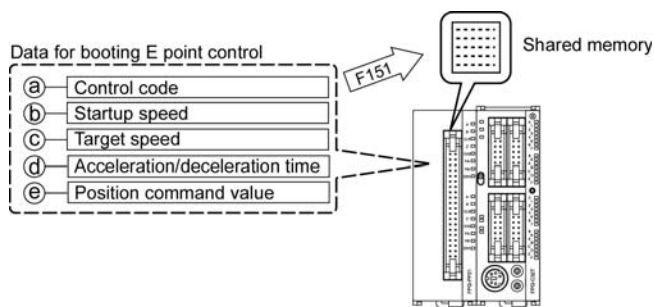 Data for booting E point control
F151
Shared memory
a Control code
b Startup speed
c Target speed
d Acceleration/deceleration time
e Position command value